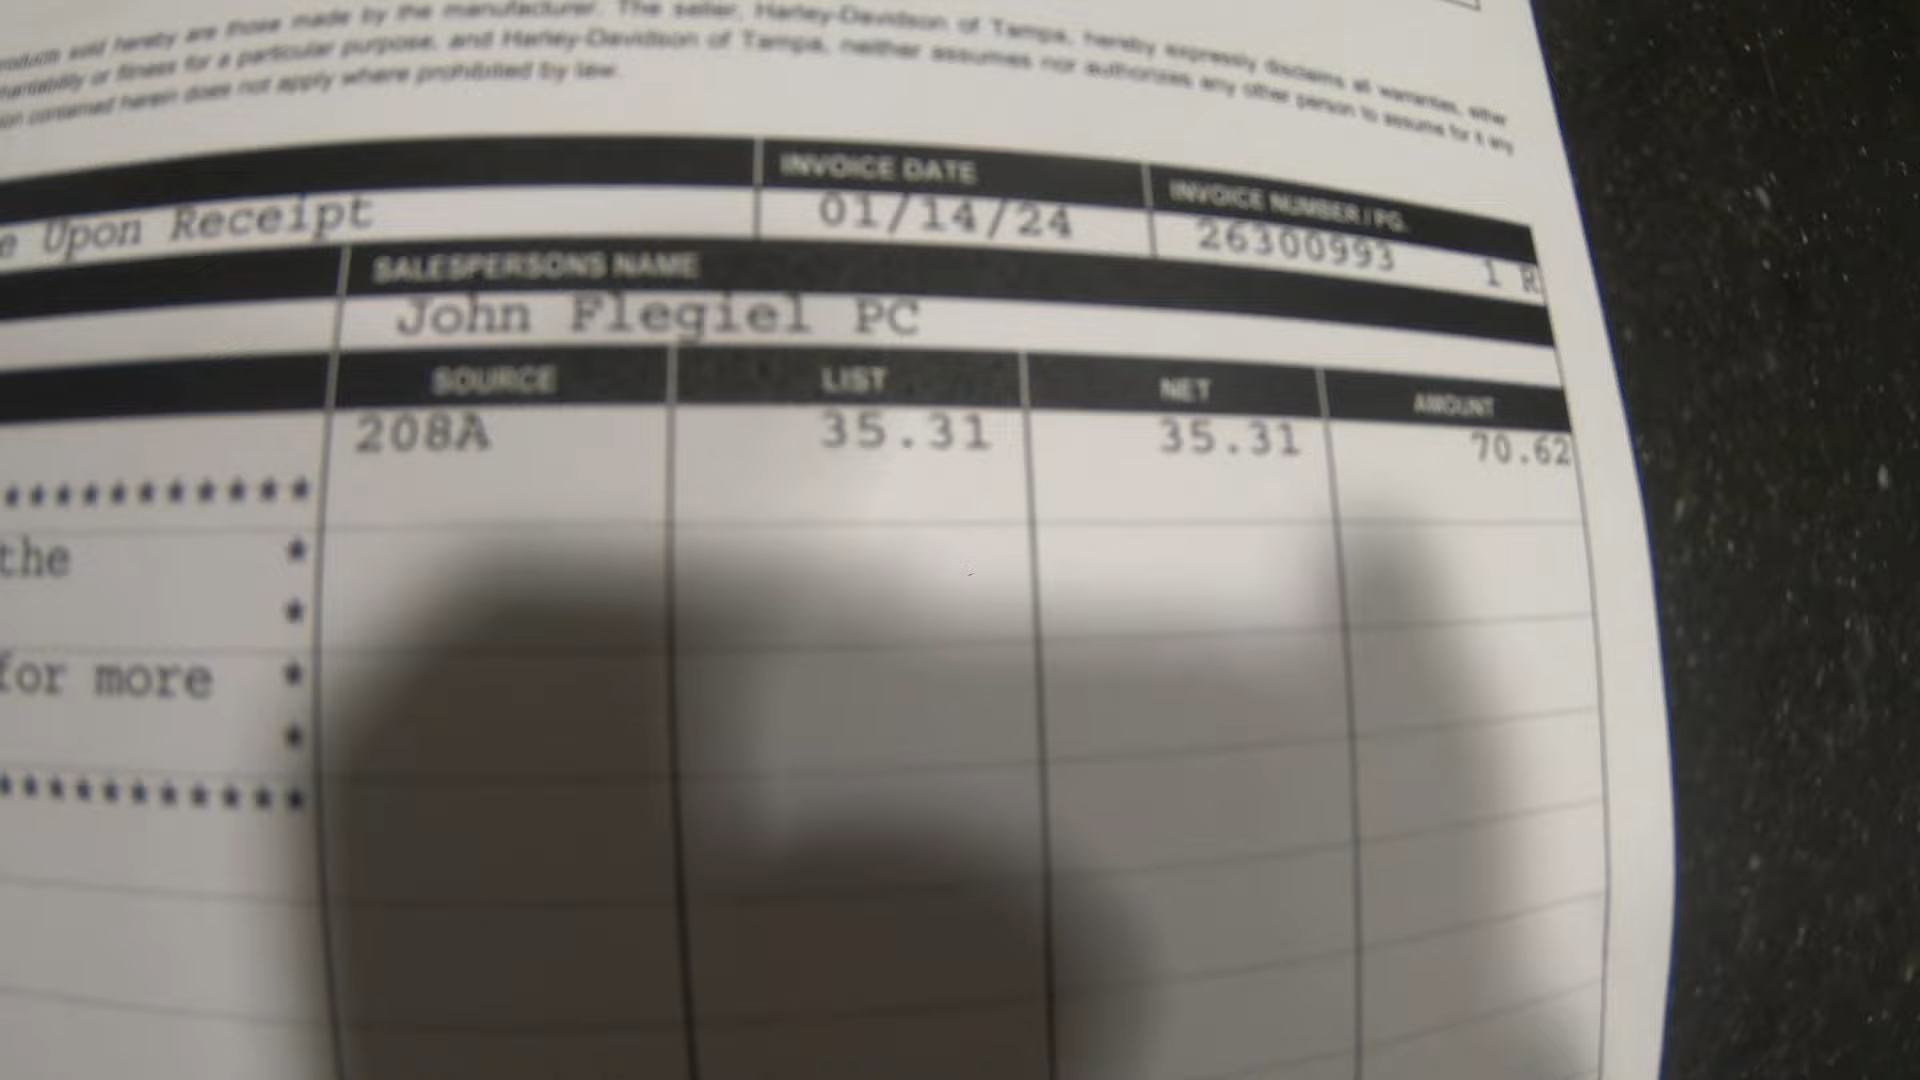 roducts sold hereby are those made by the manufacturer. The seller, Harley-Davidson of Tampa, hereby expressly disclaims all warranties, either
hantability or fitness for a particular purpose, and Harley-Davidson of Tampa, neither assumes nor authorizes any other person to assume for it any
ion contained herein does not apply where prohibited by law.
INVOICE DATE INVOICE NUMBER / PG.
e Upon Receipt 01/14/24 26300993 1 R
SALESPERSONS NAME
John Flegiel PC
SOURCE LIST NET AMOUNT
208A 35.31 35.31 70.62
***********
the *
*
for more *
*
***********